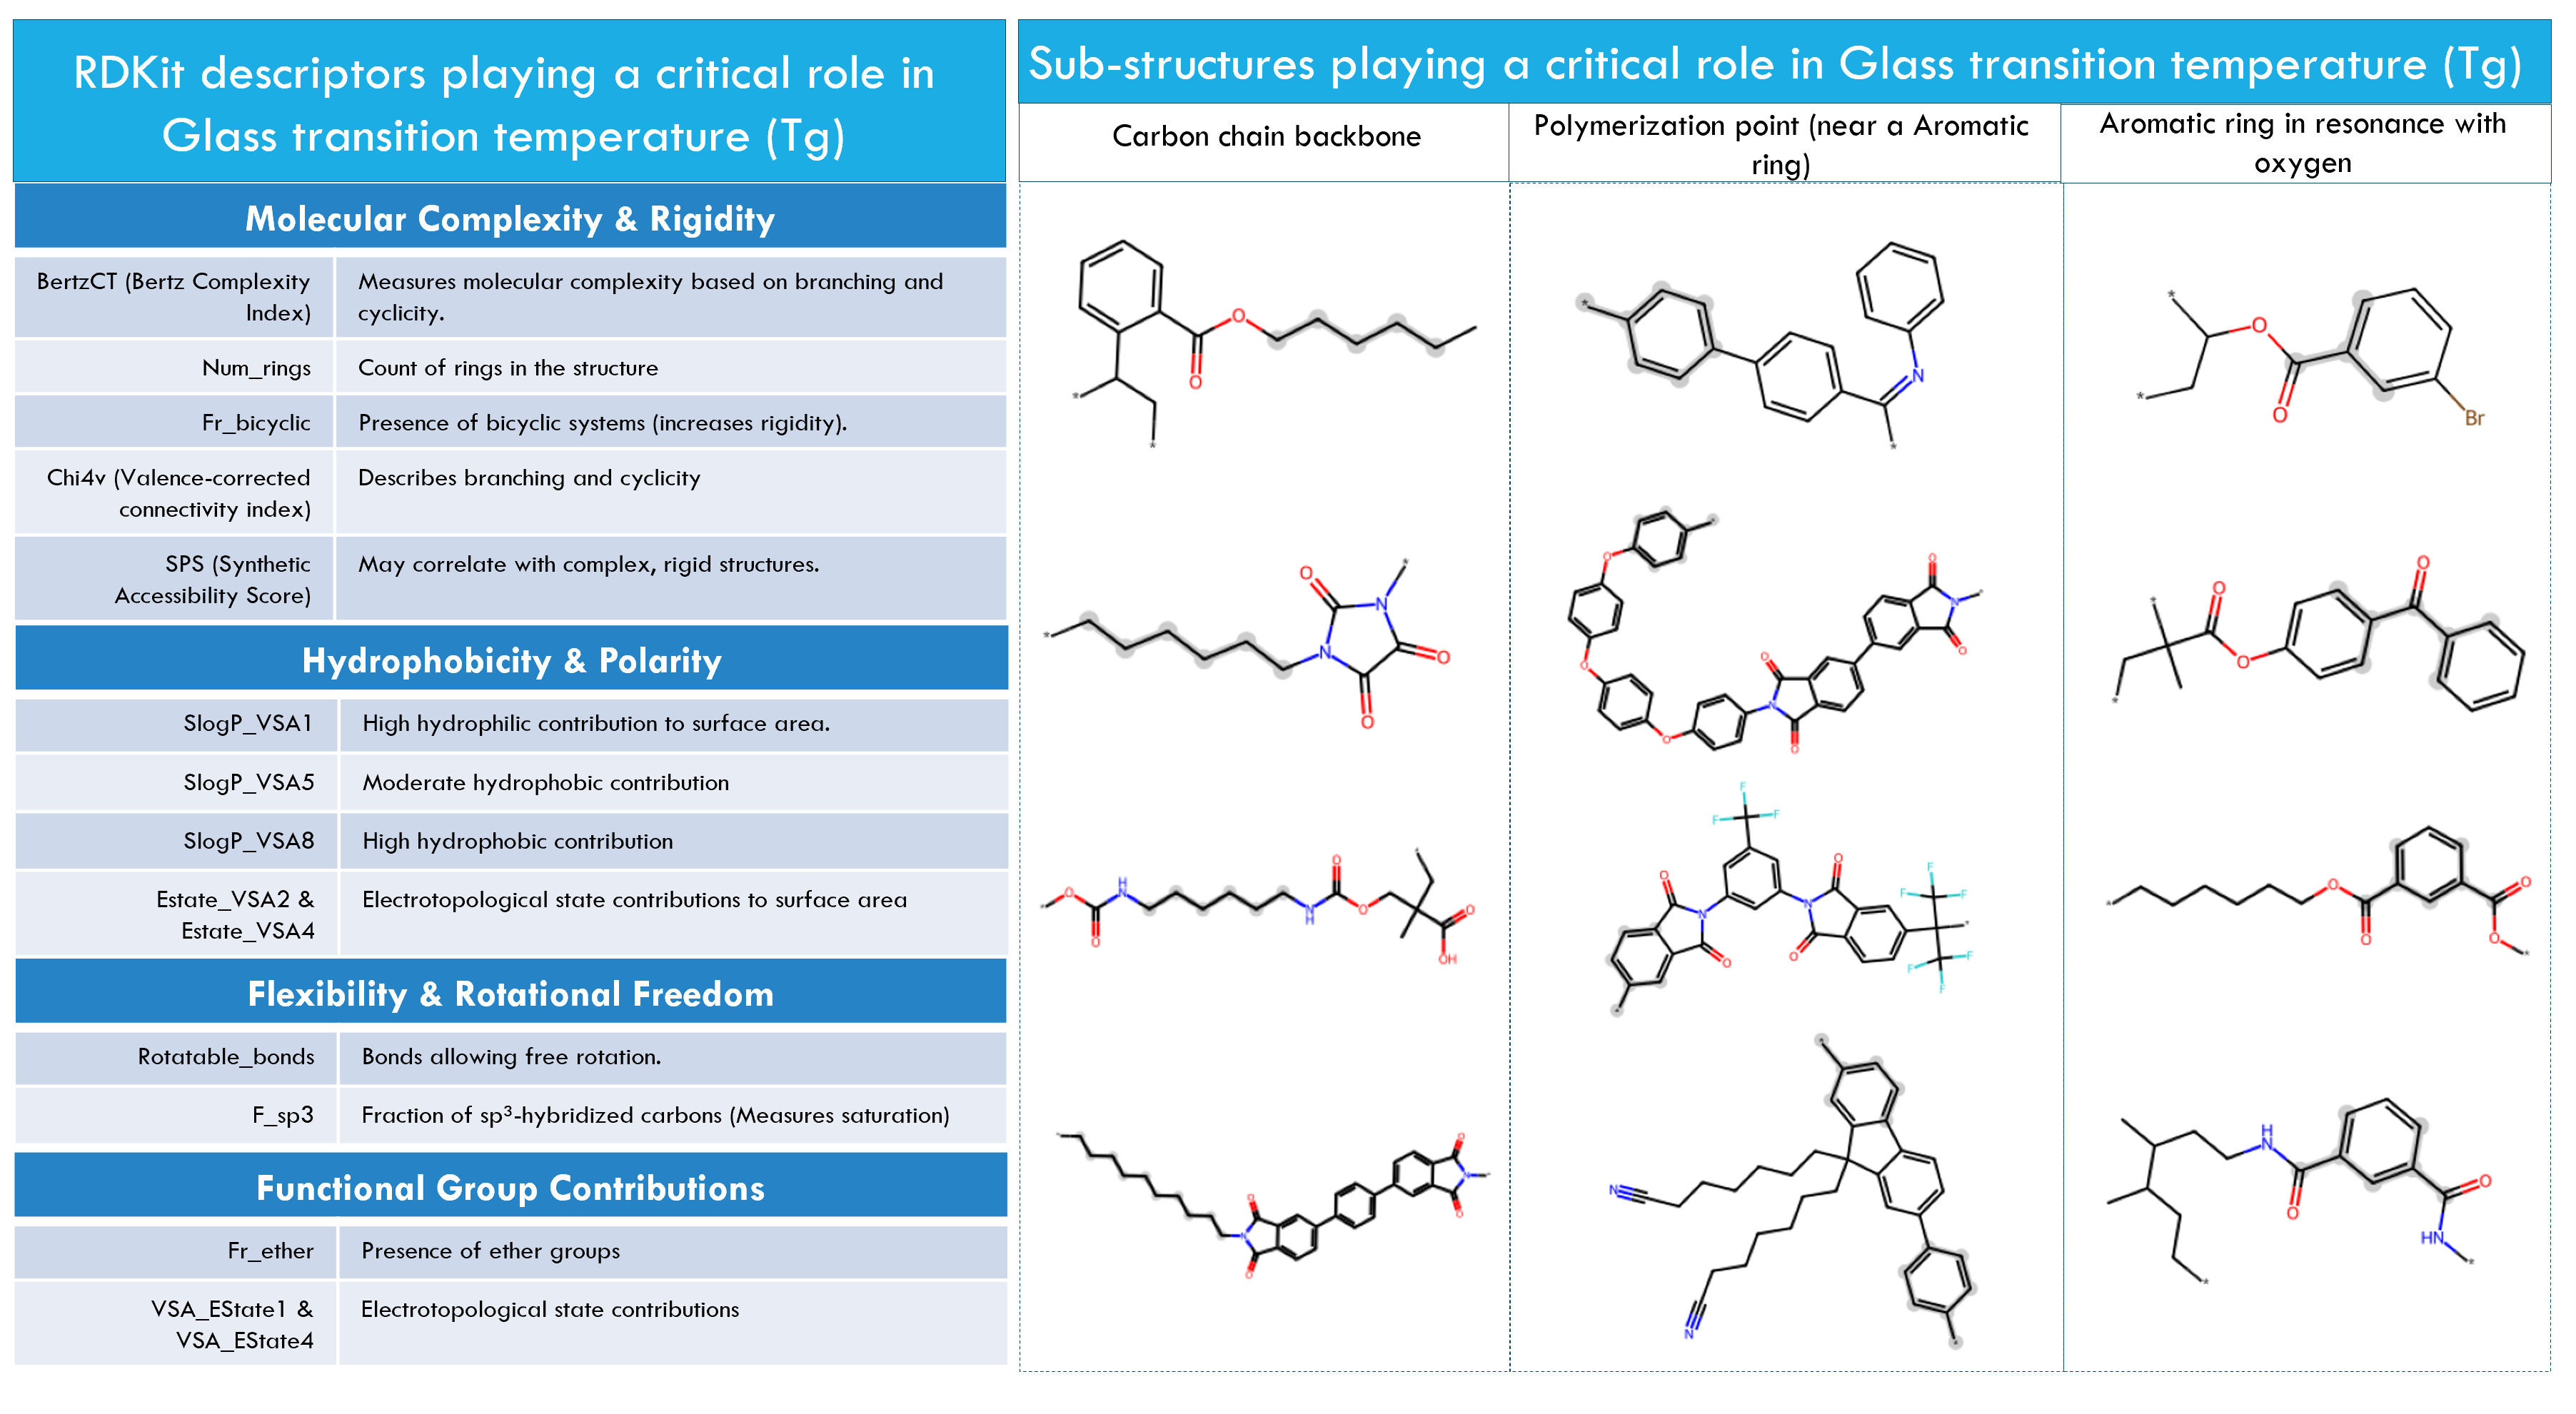 RDKit descriptors playing a critical role in
Glass transition temperature (Tg)
Molecular Complexity & Rigidity
BertzCT (Bertz Complexity
Index)
Measures molecular complexity based on branching and
cyclicity.
Num_rings
Count of rings in the structure
Fr_bicyclic
Presence of bicyclic systems (increases rigidity).
Chi4v (Valence-corrected
connectivity index)
Describes branching and cyclicity
SPS (Synthetic
Accessibility Score)
May correlate with complex, rigid structures.
Hydrophobicity & Polarity
SlogP_VSA1
High hydrophilic contribution to surface area.
SlogP_VSA5
Moderate hydrophobic contribution
SlogP_VSA8
High hydrophobic contribution
Estate_VSA2 &
Estate_VSA4
Electrotopological state contributions to surface area
Flexibility & Rotational Freedom
Rotatable_bonds
Bonds allowing free rotation.
F_sp3
Fraction of sp³-hybridized carbons (Measures saturation)
Functional Group Contributions
Fr_ether
Presence of ether groups
VSA_EState1 &
VSA_EState4
Electrotopological state contributions
Sub-structures playing a critical role in Glass transition temperature (Tg)
Carbon chain backbone
Polymerization point (near a Aromatic
ring)
Aromatic ring in resonance with
oxygen